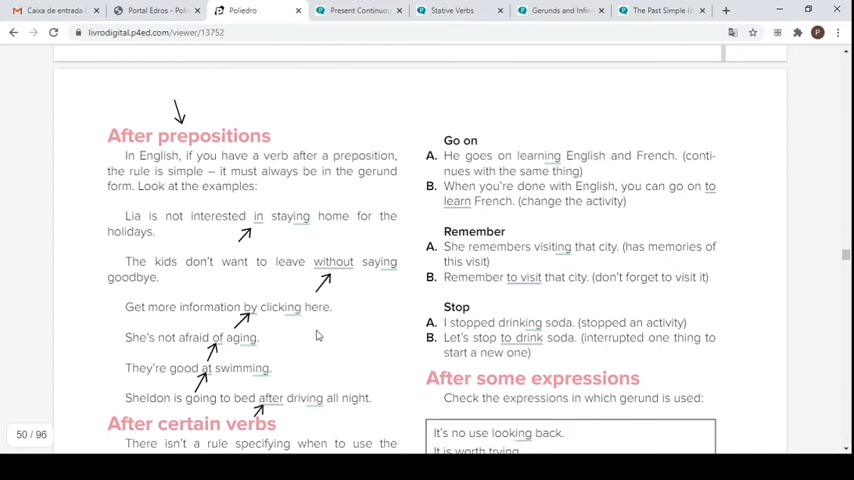 Caixa de entrada
Portal Edros - Poli
Poliedro
Present Continuou
Stative Verbs
Gerunds and Infin
The Past Simple (o
livrodigital.p4ed.com/viewer/13752
P
After prepositions
In English, if you have a verb after a preposition,
the rule is simple – it must always be in the gerund
form. Look at the examples:
Lia is not interested in staying home for the
holidays.
The kids don't want to leave without saying
goodbye.
Get more information by clicking here.
She's not afraid of aging.
They're good at swimming.
Sheldon is going to bed after driving all night.
After certain verbs
There isn't a rule specifying when to use the
Go on
A. He goes on learning English and French. (conti-
nues with the same thing)
B. When you're done with English, you can go on to
learn French. (change the activity)
Remember
A. She remembers visiting that city. (has memories of
this visit)
B. Remember to visit that city. (don't forget to visit it)
Stop
A. I stopped drinking soda. (stopped an activity)
B. Let's stop to drink soda. (interrupted one thing to
start a new one)
After some expressions
Check the expressions in which gerund is used:
It's no use looking back.
It is worth trying.
50 / 96